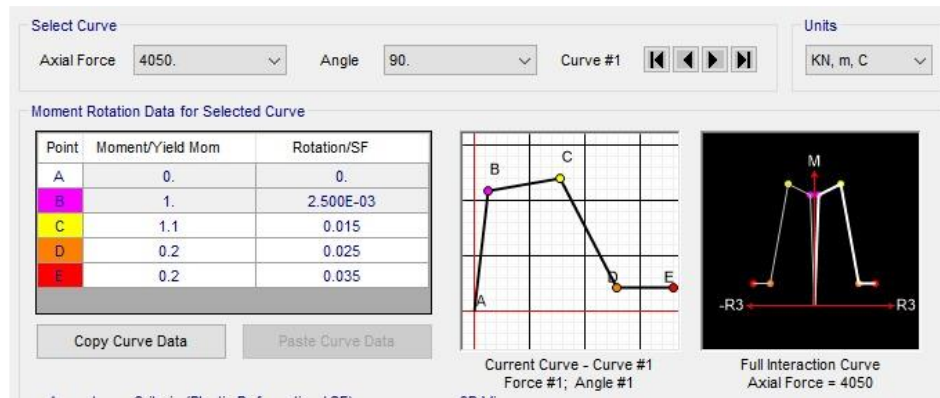 Select Curve
Units
Axial Force 4050. Angle 90. Curve #1 KN, m, C
Moment Rotation Data for Selected Curve
Point Moment/Yield Mom Rotation/SF
A 0. 0.
B 1. 2.500E-03
C 1.1 0.015
D 0.2 0.025
E 0.2 0.035
Copy Curve Data Paste Curve Data
A
B
C
D
E
Current Curve - Curve #1
Force #1; Angle #1
M
-R3
R3
Full Interaction Curve
Axial Force = 4050